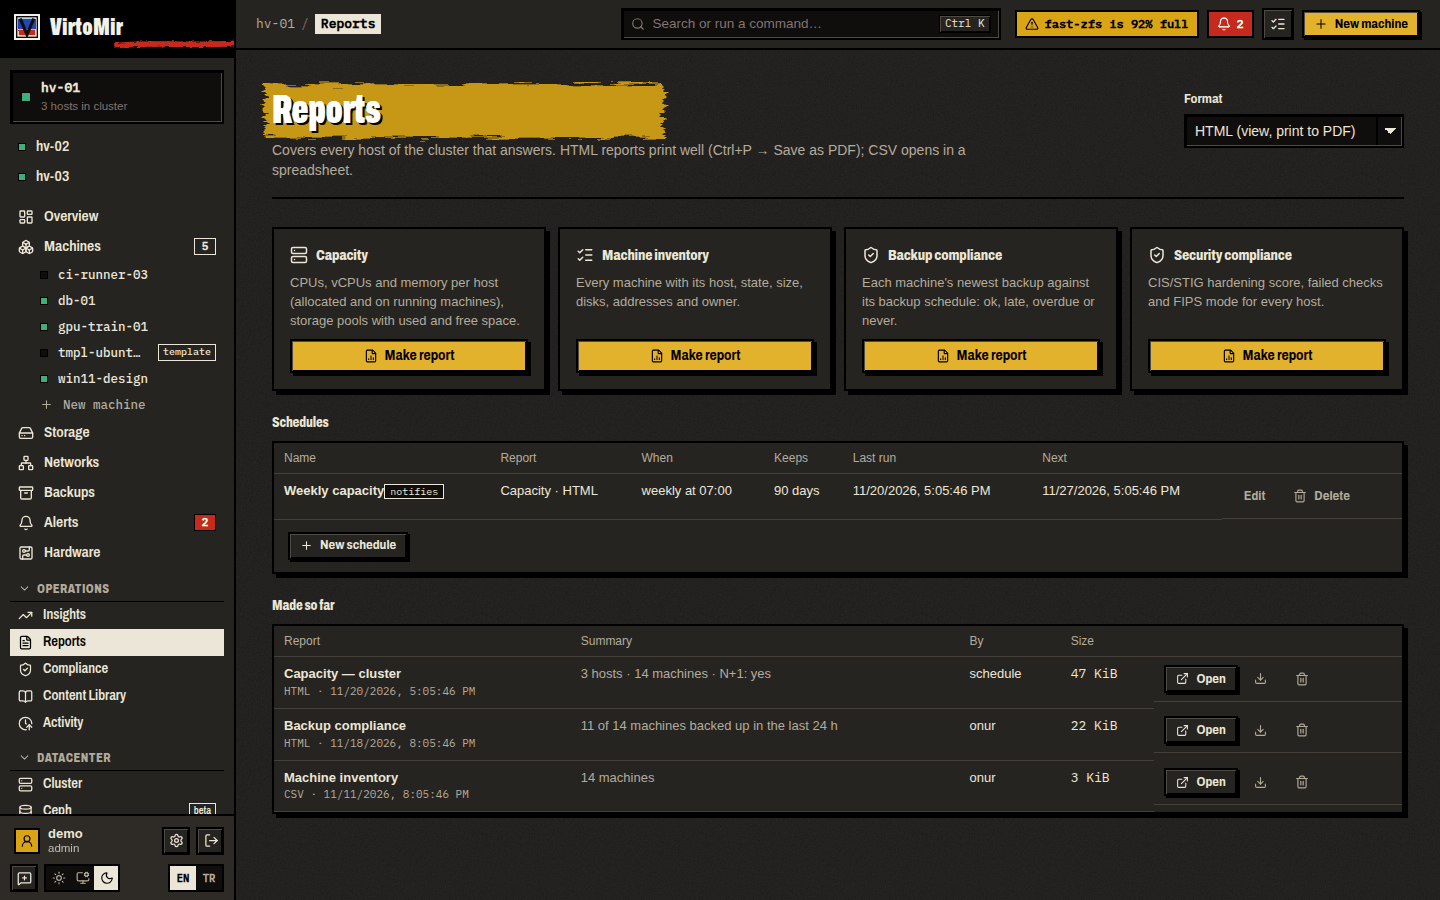 VirtoMir
hv-01
3 hosts in cluster
hv-02
hv-03
Overview
Machines 5
ci-runner-03
db-01
gpu-train-01
tmpl-ubunt… template
win11-design
New machine
Storage
Networks
Backups
Alerts 2
Hardware
OPERATIONS
Insights
Reports
Compliance
Content Library
Activity
DATACENTER
Cluster
Ceph beta
demo
admin
EN TR
hv-01 / Reports
Search or run a command… Ctrl K
fast-zfs is 92% full
2
New machine
Reports
Covers every host of the cluster that answers. HTML reports print well (Ctrl+P → Save as PDF); CSV opens in a
spreadsheet.
Format
HTML (view, print to PDF)
Capacity
CPUs, vCPUs and memory per host
(allocated and on running machines),
storage pools with used and free space.
Make report
Machine inventory
Every machine with its host, state, size,
disks, addresses and owner.
Make report
Backup compliance
Each machine's newest backup against
its backup schedule: ok, late, overdue or
never.
Make report
Security compliance
CIS/STIG hardening score, failed checks
and FIPS mode for every host.
Make report
Schedules
Name Report When Keeps Last run Next
Weekly capacity notifies Capacity · HTML weekly at 07:00 90 days 11/20/2026, 5:05:46 PM 11/27/2026, 5:05:46 PM Edit Delete
New schedule
Made so far
Report Summary By Size
Capacity — cluster 3 hosts · 14 machines · N+1: yes schedule 47 KiB Open
HTML · 11/20/2026, 5:05:46 PM
Backup compliance 11 of 14 machines backed up in the last 24 h onur 22 KiB Open
HTML · 11/18/2026, 8:05:46 PM
Machine inventory 14 machines onur 3 KiB Open
CSV · 11/11/2026, 8:05:46 PM